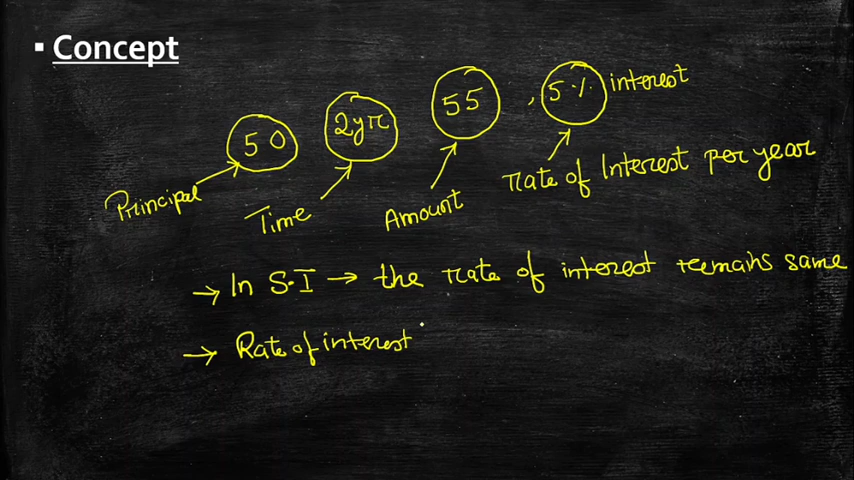 ▪ Concept
50 2yr 55 , 5% interest
Principal Time Amount rate of Interest per year
→ In S.I → the rate of interest remains same
→ Rate of interest